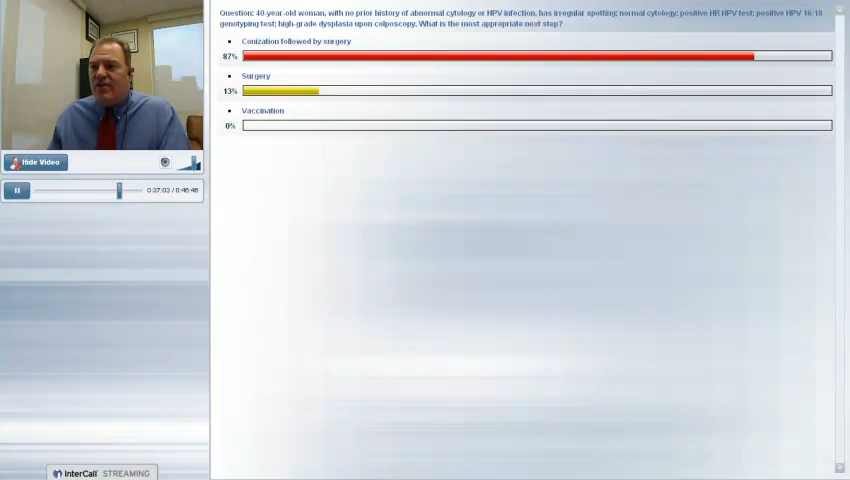 Question: 40-year-old woman, with no prior history of abnormal cytology or HPV infection, has irregular spotting; normal cytology; positive HR HPV test; positive HPV 16/18
genotyping test; high-grade dysplasia upon colposcopy. What is the most appropriate next step?
Conization followed by surgery
87%
Surgery
13%
Vaccination
0%
Hide Video
0:37:03 / 0:46:46
InterCall STREAMING